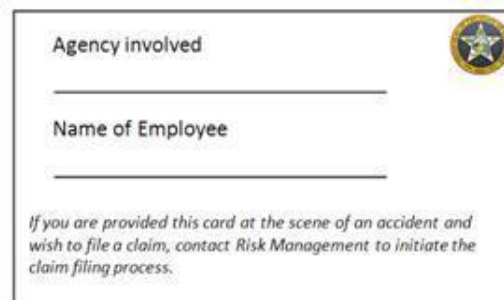 Agency involved
Name of Employee
If you are provided this card at the scene of an accident and
wish to file a claim, contact Risk Management to initiate the
claim filing process.